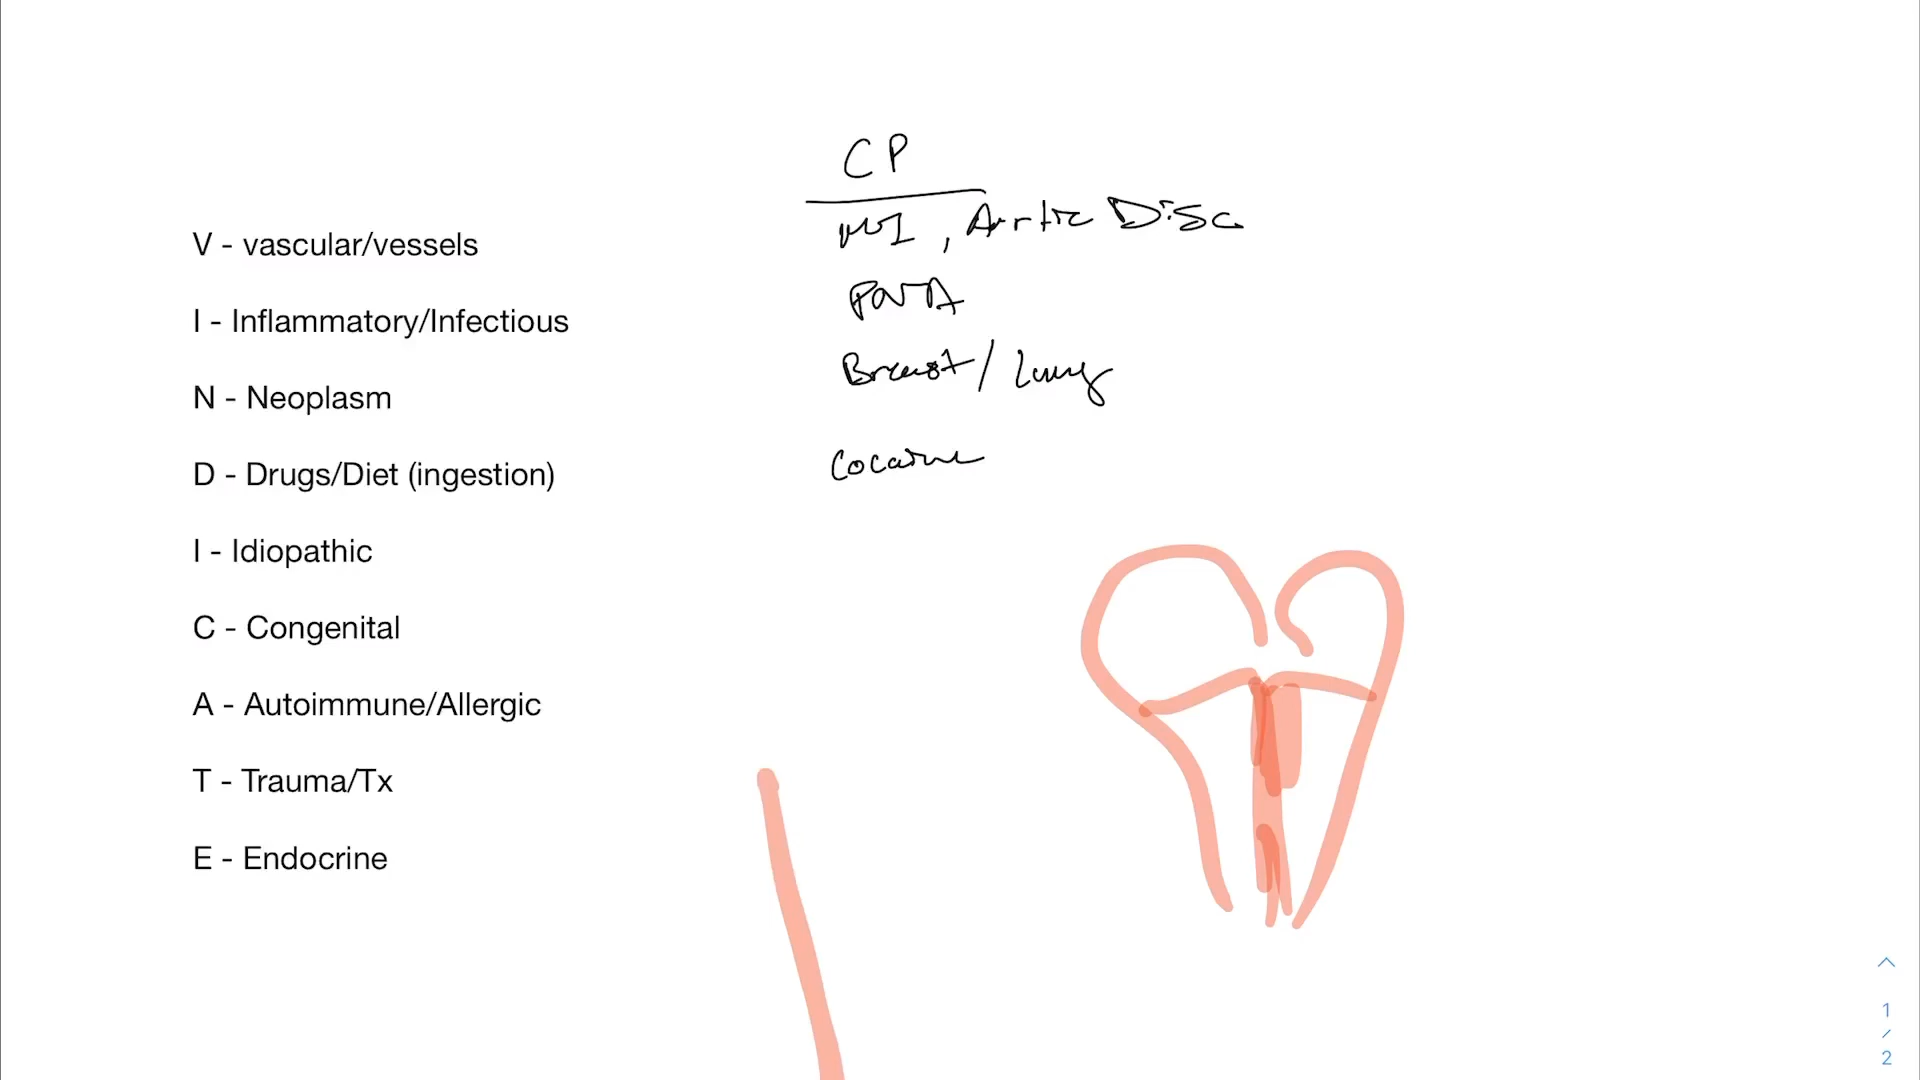 CP
V - vascular/vessels
MI, Aortic Disc
I - Inflammatory/Infectious
PNA
N - Neoplasm
Breast/Lung
D - Drugs/Diet (ingestion)
Cocaine
I - Idiopathic
C - Congenital
A - Autoimmune/Allergic
T - Trauma/Tx
E - Endocrine
1
/
2